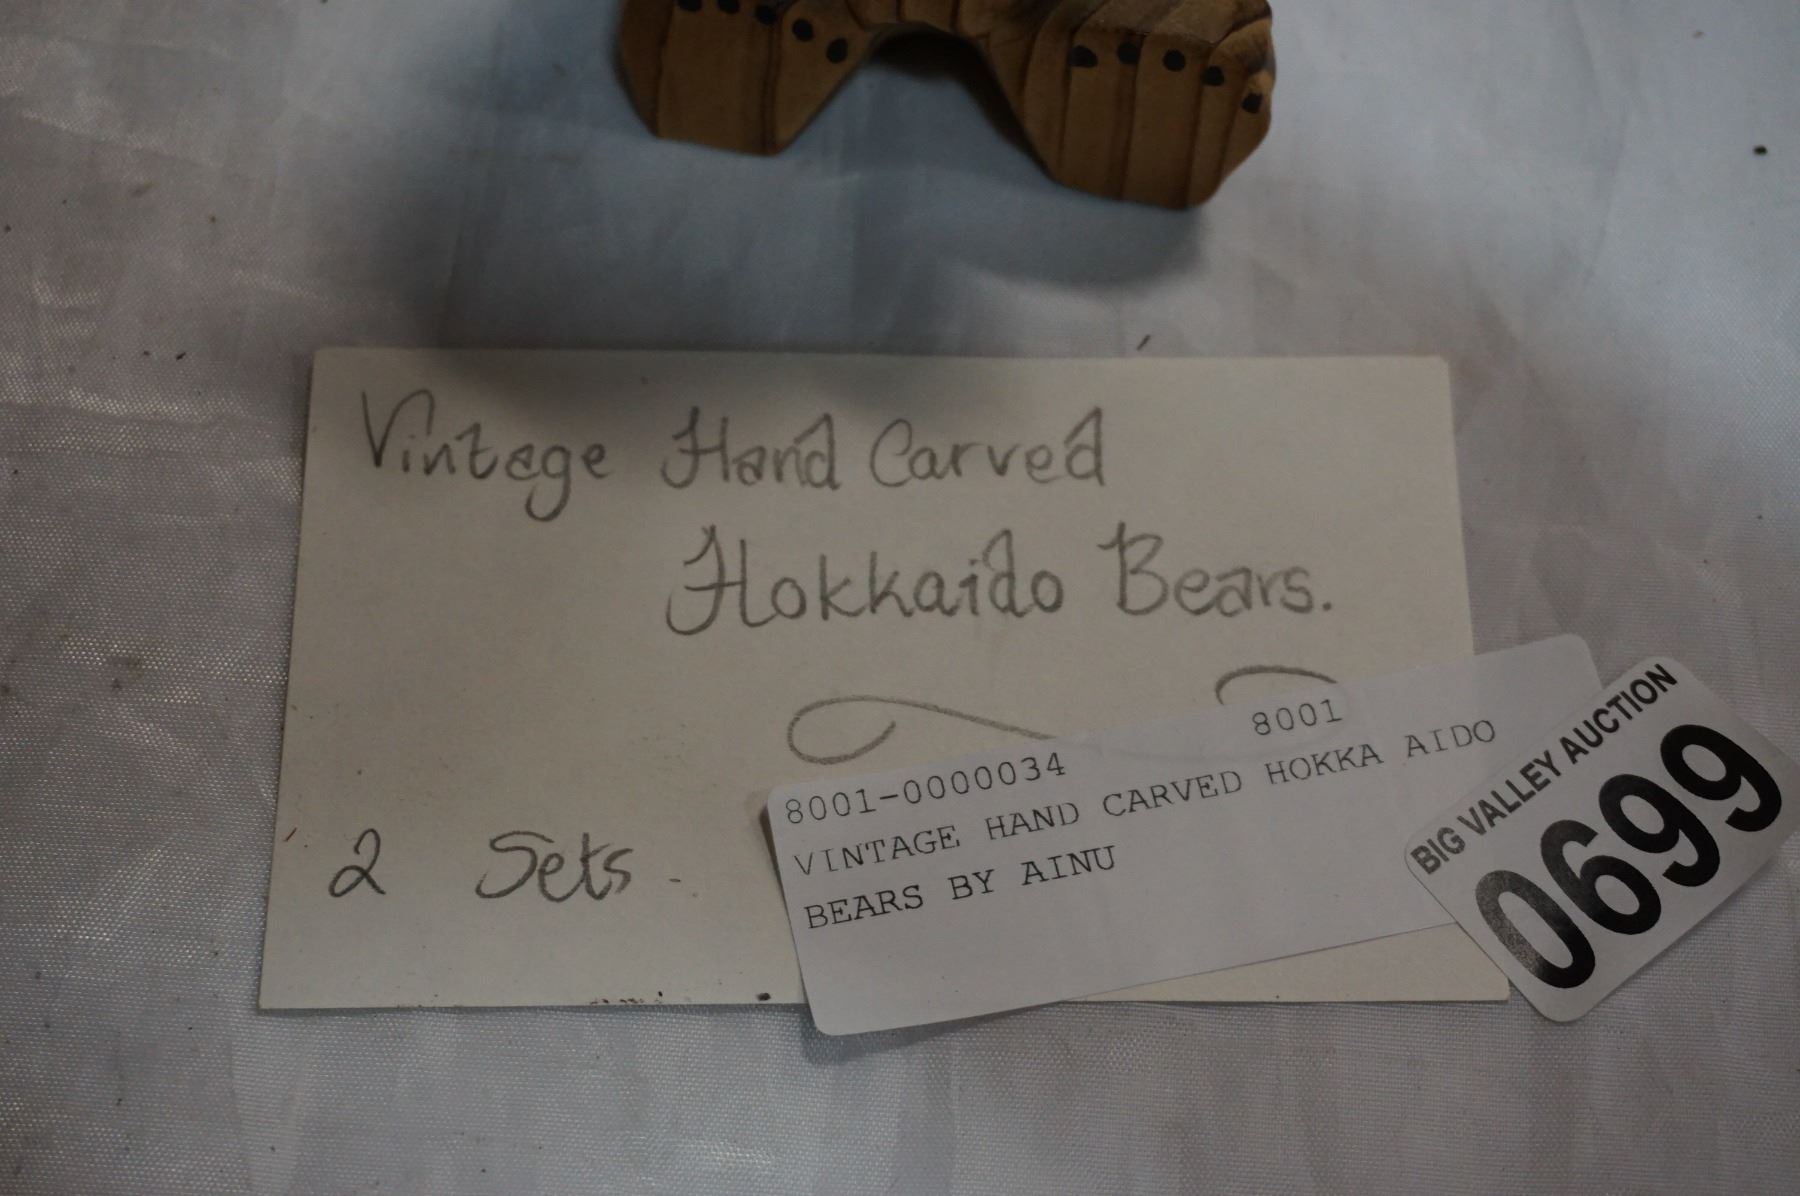 Vintage Hand Carved
Hokkaido Bears.
2 Sets.
8001-0000034 8001
VINTAGE HAND CARVED HOKKA AIDO
BEARS BY AINU
BIG VALLEY AUCTION
0699